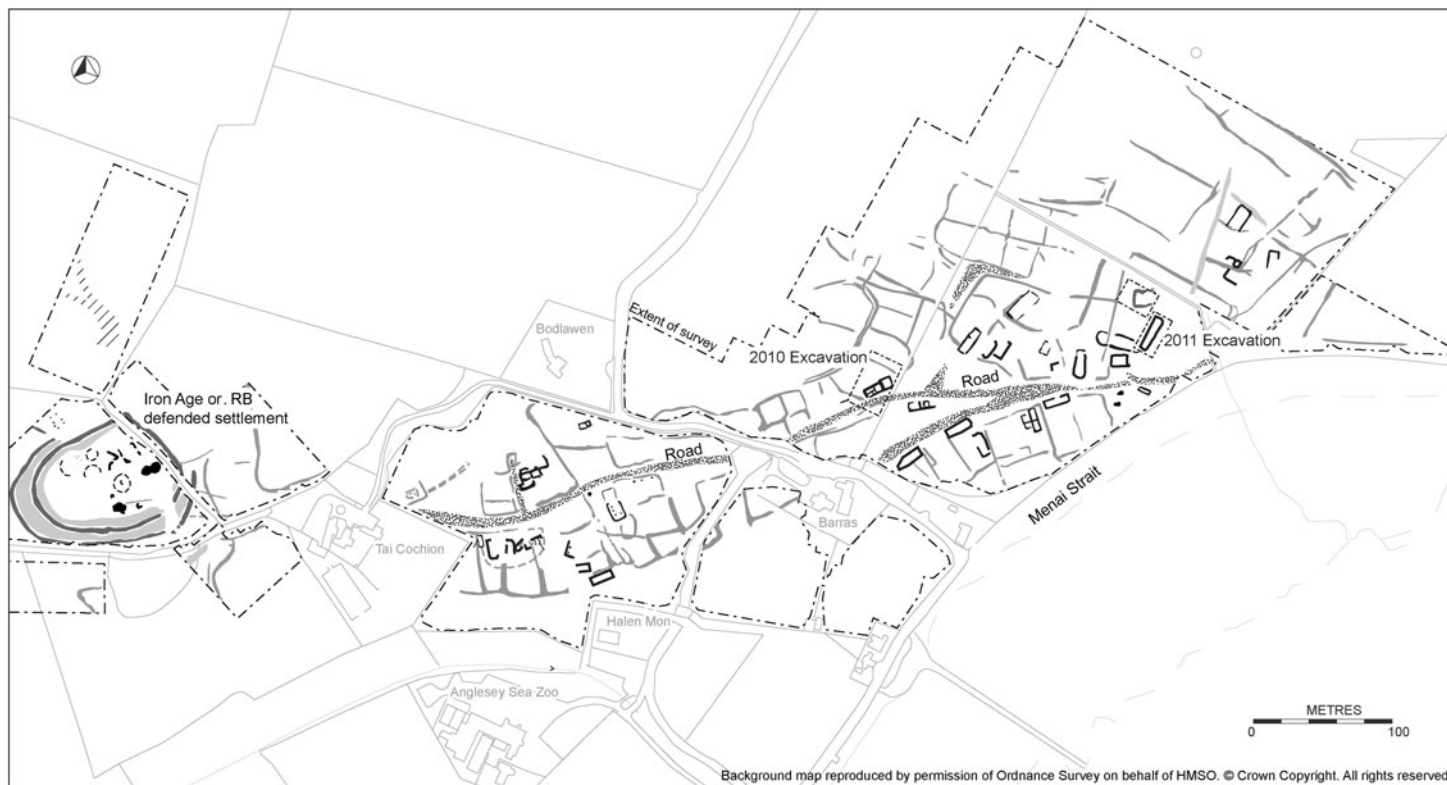 Bodlawen
Extent of survey
2010 Excavation
2011 Excavation
Road
Iron Age or. RB
defended settlement
Road
Menai Strait
Barras
Tai Cochion
Halen Mon
Anglesey Sea Zoo
METRES
0 100
Background map reproduced by permission of Ordnance Survey on behalf of HMSO. © Crown Copyright. All rights reserved